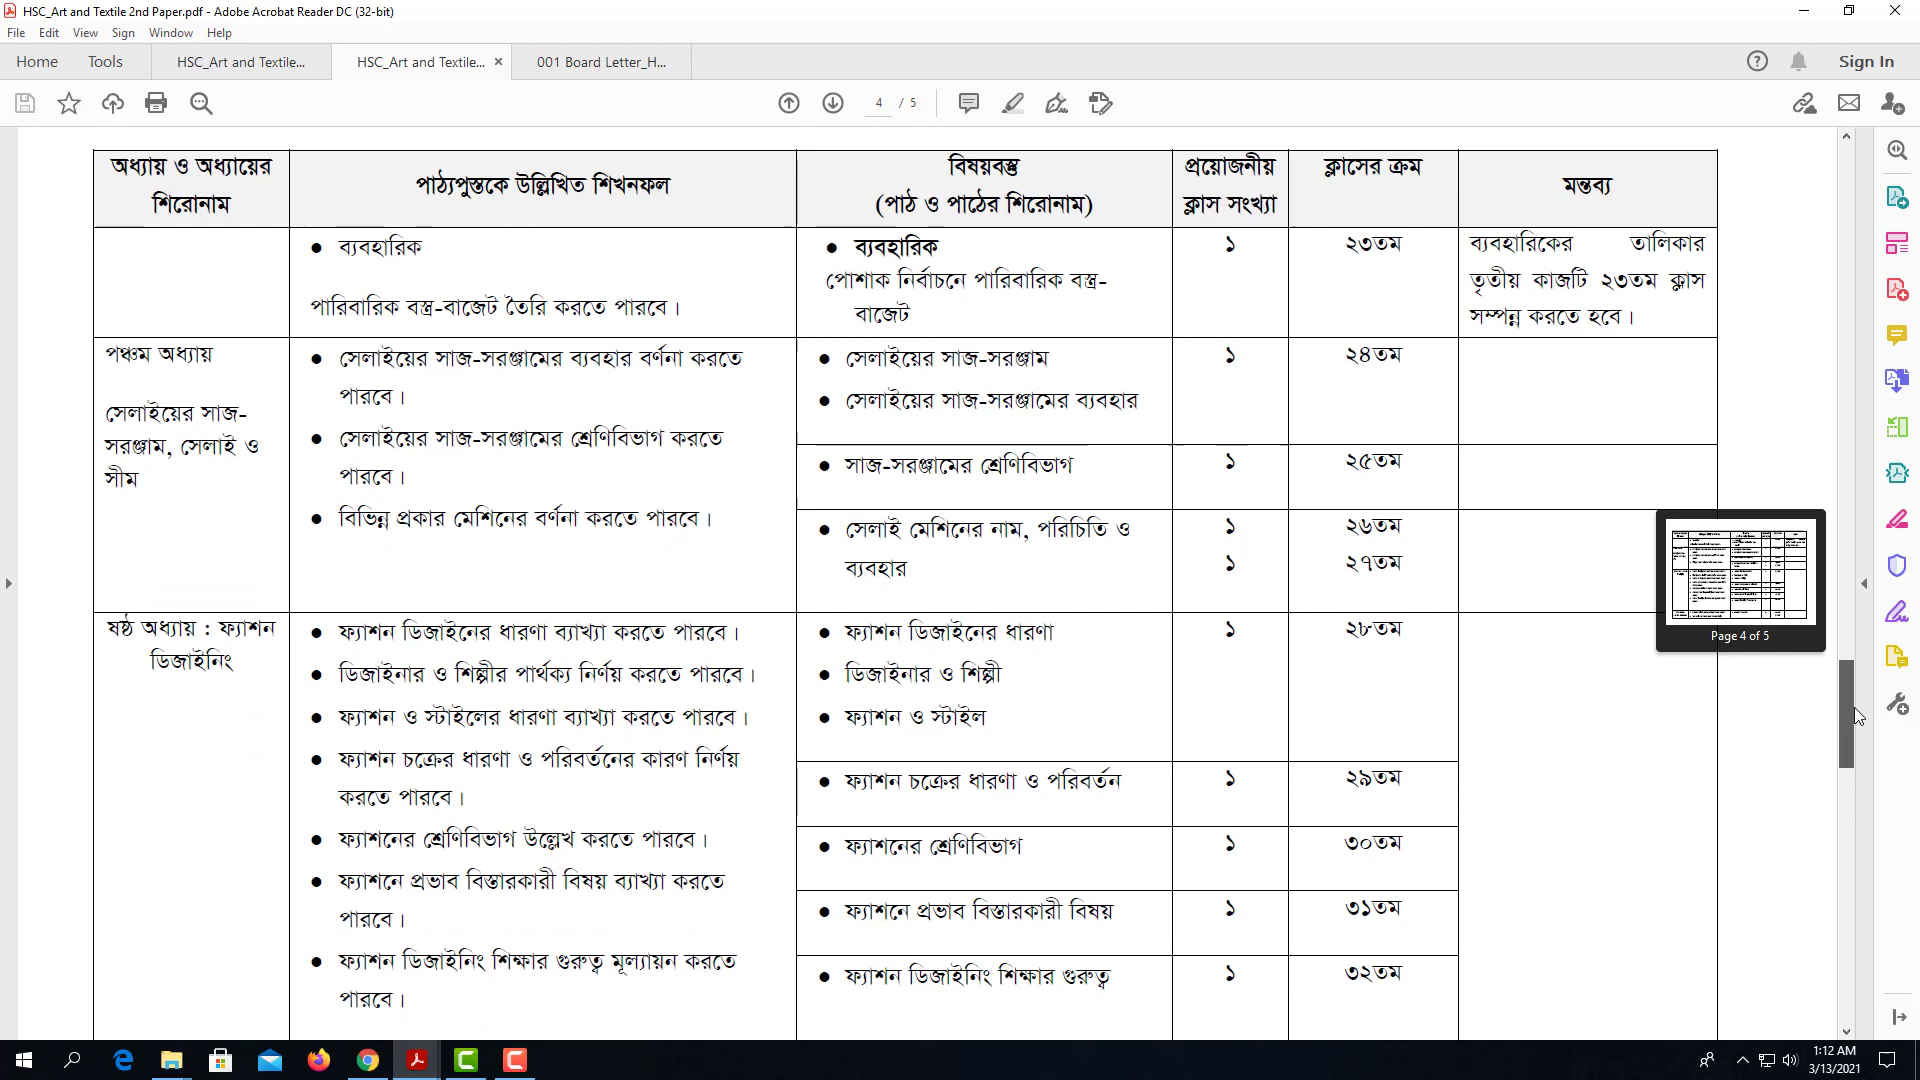 HSC_Art and Textile 2nd Paper.pdf - Adobe Acrobat Reader DC (32-bit)
File Edit View Sign Window Help
Home Tools HSC_Art and Textile... HSC_Art and Textile... × 001 Board Letter_H... Sign In
4 / 5
অধ্যায় ও অধ্যায়ের
শিরোনাম
পাঠ্যপুস্তকে উল্লিখিত শিখনফল
বিষয়বস্তু
(পাঠ ও পাঠের শিরোনাম)
প্রয়োজনীয়
ক্লাস সংখ্যা
ক্লাসের ক্রম
মন্তব্য
● ব্যবহারিক
পারিবারিক বস্ত্র-বাজেট তৈরি করতে পারবে।
● ব্যবহারিক
পোশাক নির্বাচনে পারিবারিক বস্ত্র-
বাজেট
১
২৩তম
ব্যবহারিকের তালিকার
তৃতীয় কাজটি ২৩তম ক্লাস
সম্পন্ন করতে হবে।
পঞ্চম অধ্যায়
সেলাইয়ের সাজ-
সরঞ্জাম, সেলাই ও
সীম
● সেলাইয়ের সাজ-সরঞ্জামের ব্যবহার বর্ণনা করতে
পারবে।
● সেলাইয়ের সাজ-সরঞ্জামের শ্রেণিবিভাগ করতে
পারবে।
● বিভিন্ন প্রকার মেশিনের বর্ণনা করতে পারবে।
● সেলাইয়ের সাজ-সরঞ্জাম
● সেলাইয়ের সাজ-সরঞ্জামের ব্যবহার
১
২৪তম
● সাজ-সরঞ্জামের শ্রেণিবিভাগ
১
২৫তম
● সেলাই মেশিনের নাম, পরিচিতি ও
ব্যবহার
১
২৬তম
১
২৭তম
Page 4 of 5
ষষ্ঠ অধ্যায় : ফ্যাশন
ডিজাইনিং
● ফ্যাশন ডিজাইনের ধারণা ব্যাখ্যা করতে পারবে।
● ডিজাইনার ও শিল্পীর পার্থক্য নির্ণয় করতে পারবে।
● ফ্যাশন ও স্টাইলের ধারণা ব্যাখ্যা করতে পারবে।
● ফ্যাশন চক্রের ধারণা ও পরিবর্তনের কারণ নির্ণয়
করতে পারবে।
● ফ্যাশনের শ্রেণিবিভাগ উল্লেখ করতে পারবে।
● ফ্যাশনে প্রভাব বিস্তারকারী বিষয় ব্যাখ্যা করতে
পারবে।
● ফ্যাশন ডিজাইনিং শিক্ষার গুরুত্ব মূল্যায়ন করতে
পারবে।
● ফ্যাশন ডিজাইনের ধারণা
● ডিজাইনার ও শিল্পী
● ফ্যাশন ও স্টাইল
১
২৮তম
● ফ্যাশন চক্রের ধারণা ও পরিবর্তন
১
২৯তম
● ফ্যাশনের শ্রেণিবিভাগ
১
৩০তম
● ফ্যাশনে প্রভাব বিস্তারকারী বিষয়
১
৩১তম
● ফ্যাশন ডিজাইনিং শিক্ষার গুরুত্ব
১
৩২তম
1:12 AM
3/13/2021